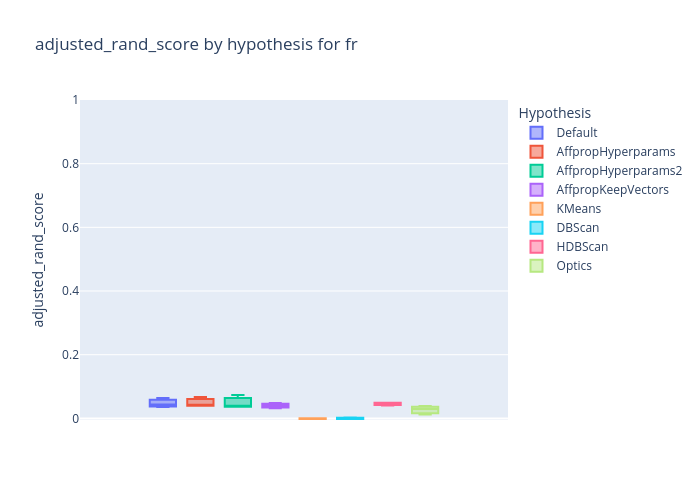 adjusted_rand_score by hypothesis for fr
adjusted_rand_score
1
0.8
0.6
0.4
0.2
0
Hypothesis
Default
AffpropHyperparams
AffpropHyperparams2
AffpropKeepVectors
KMeans
DBScan
HDBScan
Optics